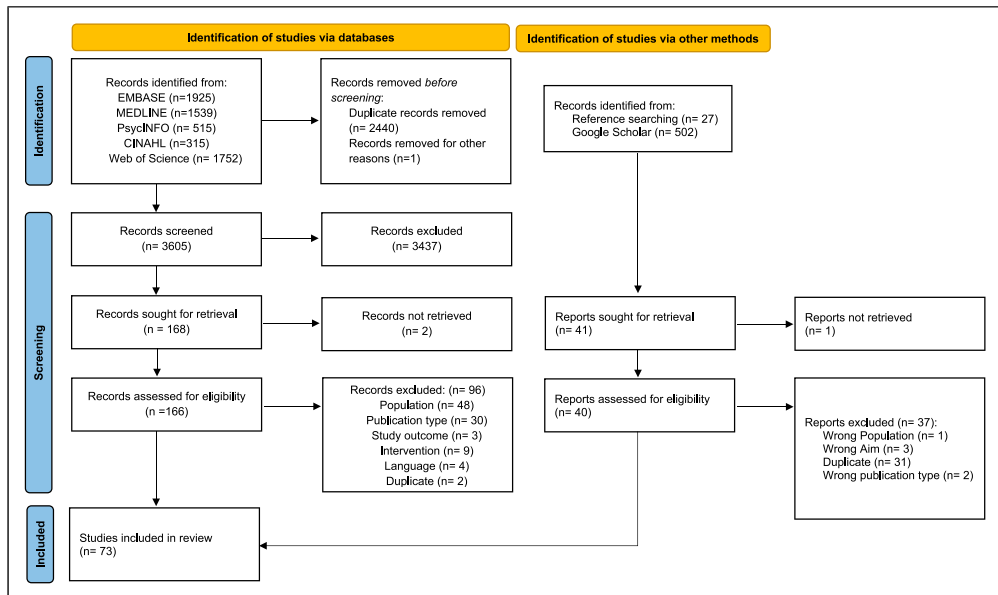 Identification of studies via databases
Identification of studies via other methods
Identification
Records identified from:
EMBASE (n=1925)
MEDLINE (n=1539)
PsycINFO (n= 515)
CINAHL (n=315)
Web of Science (n= 1752)
Records removed before
screening:
Duplicate records removed
(n= 2440)
Records removed for other
reasons (n=1)
Records identified from:
Reference searching (n= 27)
Google Scholar (n= 502)
Screening
Records screened
(n= 3605)
Records excluded
(n= 3437)
Records sought for retrieval
(n = 168)
Records not retrieved
(n= 2)
Reports sought for retrieval
(n= 41)
Reports not retrieved
(n= 1)
Records assessed for eligibility
(n =166)
Records excluded: (n= 96)
Population (n= 48)
Publication type (n= 30)
Study outcome (n= 3)
Intervention (n= 9)
Language (n= 4)
Duplicate (n= 2)
Reports assessed for eligibility
(n= 40)
Reports excluded (n= 37):
Wrong Population (n= 1)
Wrong Aim (n= 3)
Duplicate (n= 31)
Wrong publication type (n= 2)
Included
Studies included in review
(n= 73)